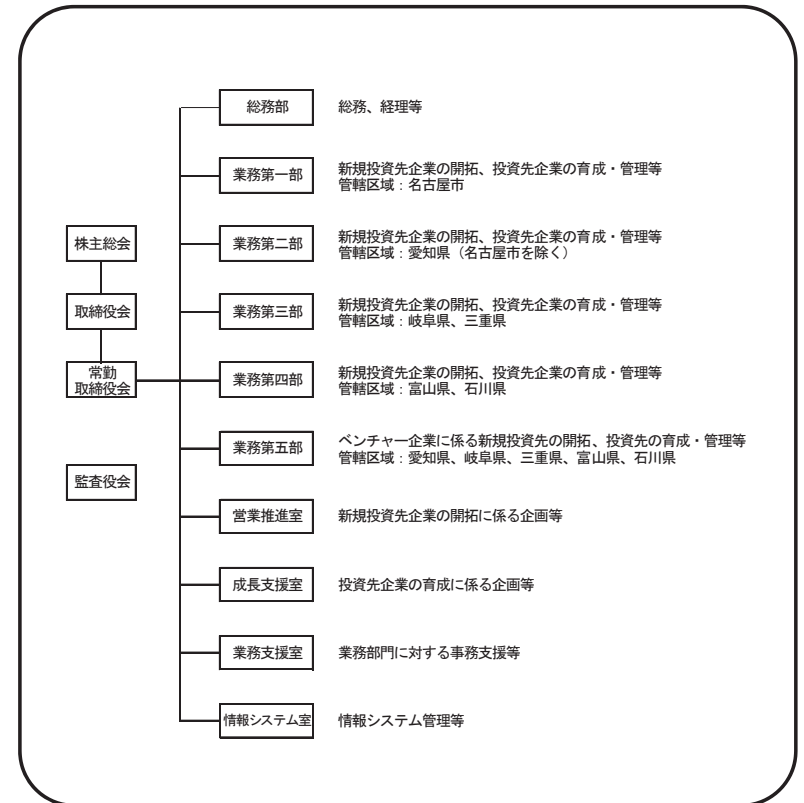 株主総会
取締役会
常勤
取締役会
監査役会
総務部
総務、経理等
業務第一部
新規投資先企業の開拓、投資先企業の育成・管理等
管轄区域：名古屋市
業務第二部
新規投資先企業の開拓、投資先企業の育成・管理等
管轄区域：愛知県（名古屋市を除く）
業務第三部
新規投資先企業の開拓、投資先企業の育成・管理等
管轄区域：岐阜県、三重県
業務第四部
新規投資先企業の開拓、投資先企業の育成・管理等
管轄区域：富山県、石川県
業務第五部
ベンチャー企業に係る新規投資先の開拓、投資先の育成・管理等
管轄区域：愛知県、岐阜県、三重県、富山県、石川県
営業推進室
新規投資先企業の開拓に係る企画等
成長支援室
投資先企業の育成に係る企画等
業務支援室
業務部門に対する事務支援等
情報システム室
情報システム管理等